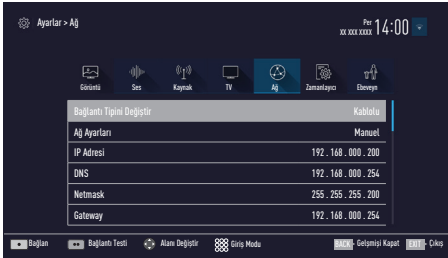 Ayarlar > Ağ
Per
xx xxx xxxx 14:00
Görüntü Ses Kaynak TV Ağ Zamanlayıcı Ebeveyn
Bağlantı Tipini Değiştir Kablolu
Ağ Ayarları Manuel
IP Adresi 192 . 168 . 000 . 200
DNS 192 . 168 . 000 . 254
Netmask 255 . 255 . 255 . 200
Gateway 192 . 168 . 000 . 254
Bağlan Bağlantı Testi Alanı Değiştir Giriş Modu BACK - Gelşmişi Kapat EXIT - Çıkış